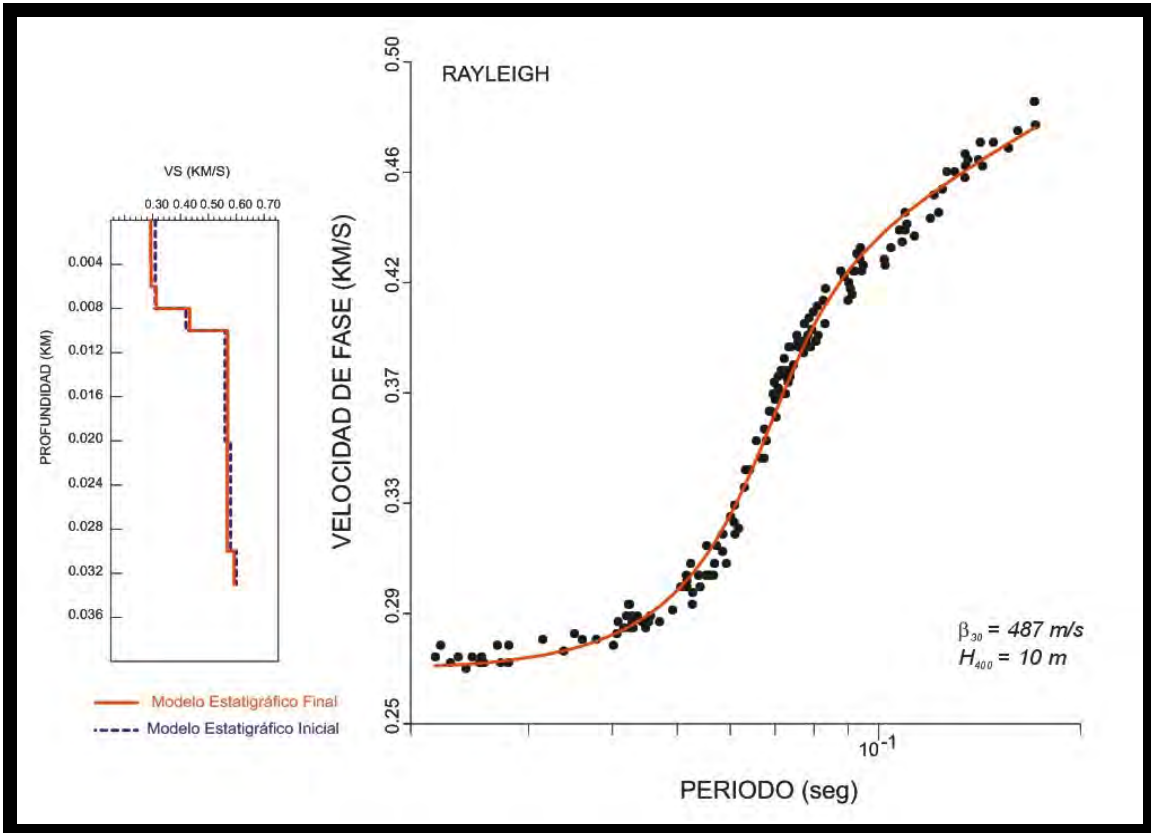 VS (KM/S)
0.30 0.40 0.50 0.60 0.70
PROFUNDIDAD (KM)
0.004
0.008
0.012
0.016
0.020
0.024
0.028
0.032
0.036
Modelo Estatigráfico Final
Modelo Estatigráfico Inicial
RAYLEIGH
VELOCIDAD DE FASE (KM/S)
0.50
0.46
0.42
0.37
0.33
0.29
0.25
β₃₀ = 487 m/s
H₄₀₀ = 10 m
10⁻¹
PERIODO (seg)